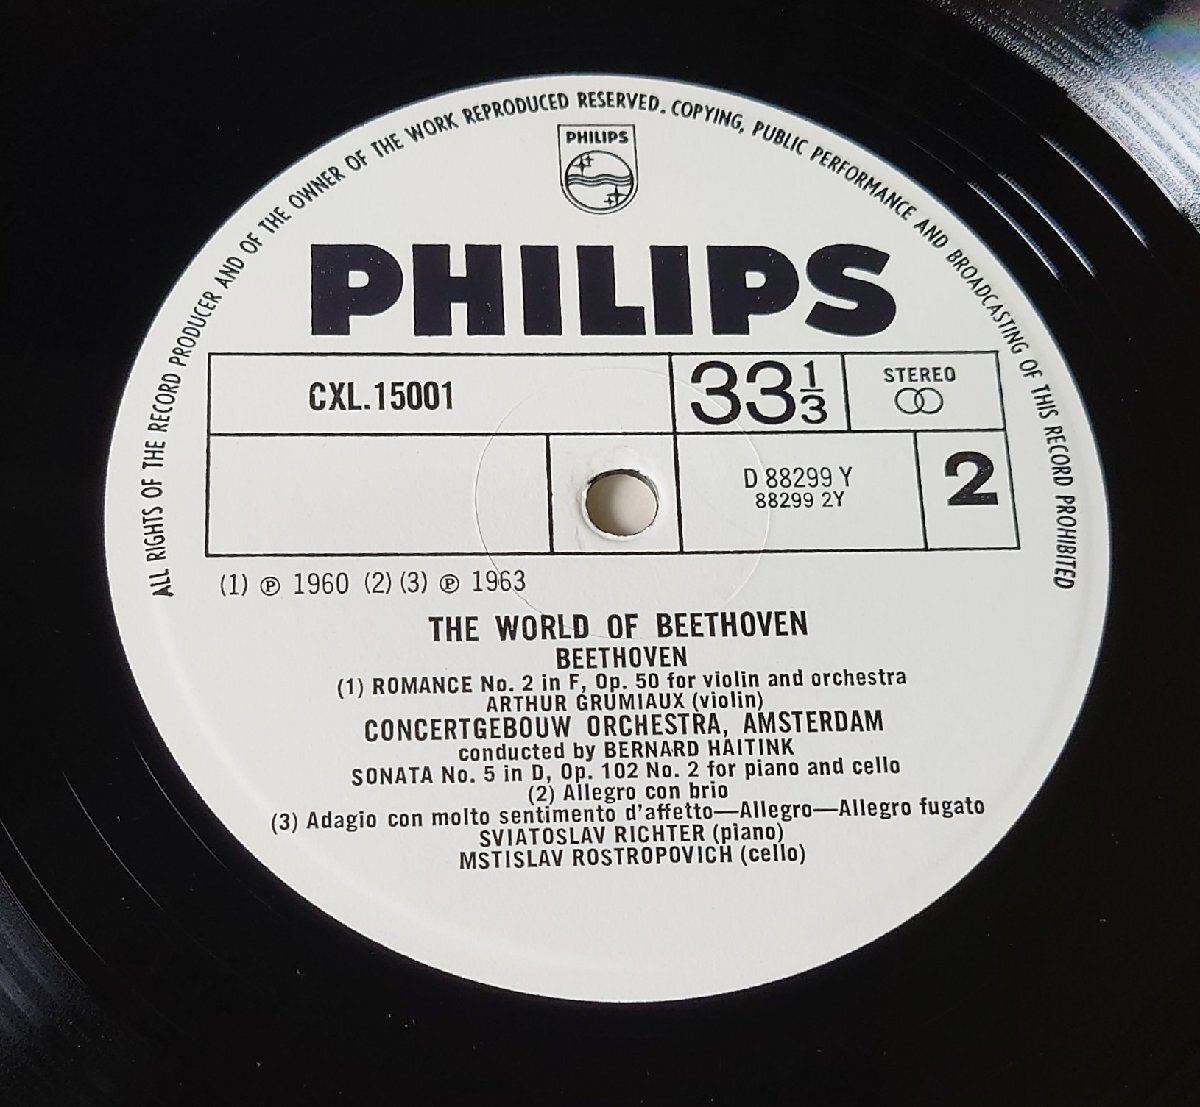 ALL RIGHTS OF THE RECORD PRODUCER AND OF THE OWNER OF THE WORK REPRODUCED RESERVED. COPYING, PUBLIC PERFORMANCE AND BROADCASTING OF THIS RECORD PROHIBITED
PHILIPS
PHILIPS
CXL.15001
33 1/3
STEREO
D 88299 Y
88299 2Y
2
(1) ℗ 1960 (2) (3) ℗ 1963
THE WORLD OF BEETHOVEN
BEETHOVEN
(1) ROMANCE No. 2 in F, Op. 50 for violin and orchestra
ARTHUR GRUMIAUX (violin)
CONCERTGEBOUW ORCHESTRA, AMSTERDAM
conducted by BERNARD HAITINK
SONATA No. 5 in D, Op. 102 No. 2 for piano and cello
(2) Allegro con brio
(3) Adagio con molto sentimento d'affetto—Allegro—Allegro fugato
SVIATOSLAV RICHTER (piano)
MSTISLAV ROSTROPOVICH (cello)